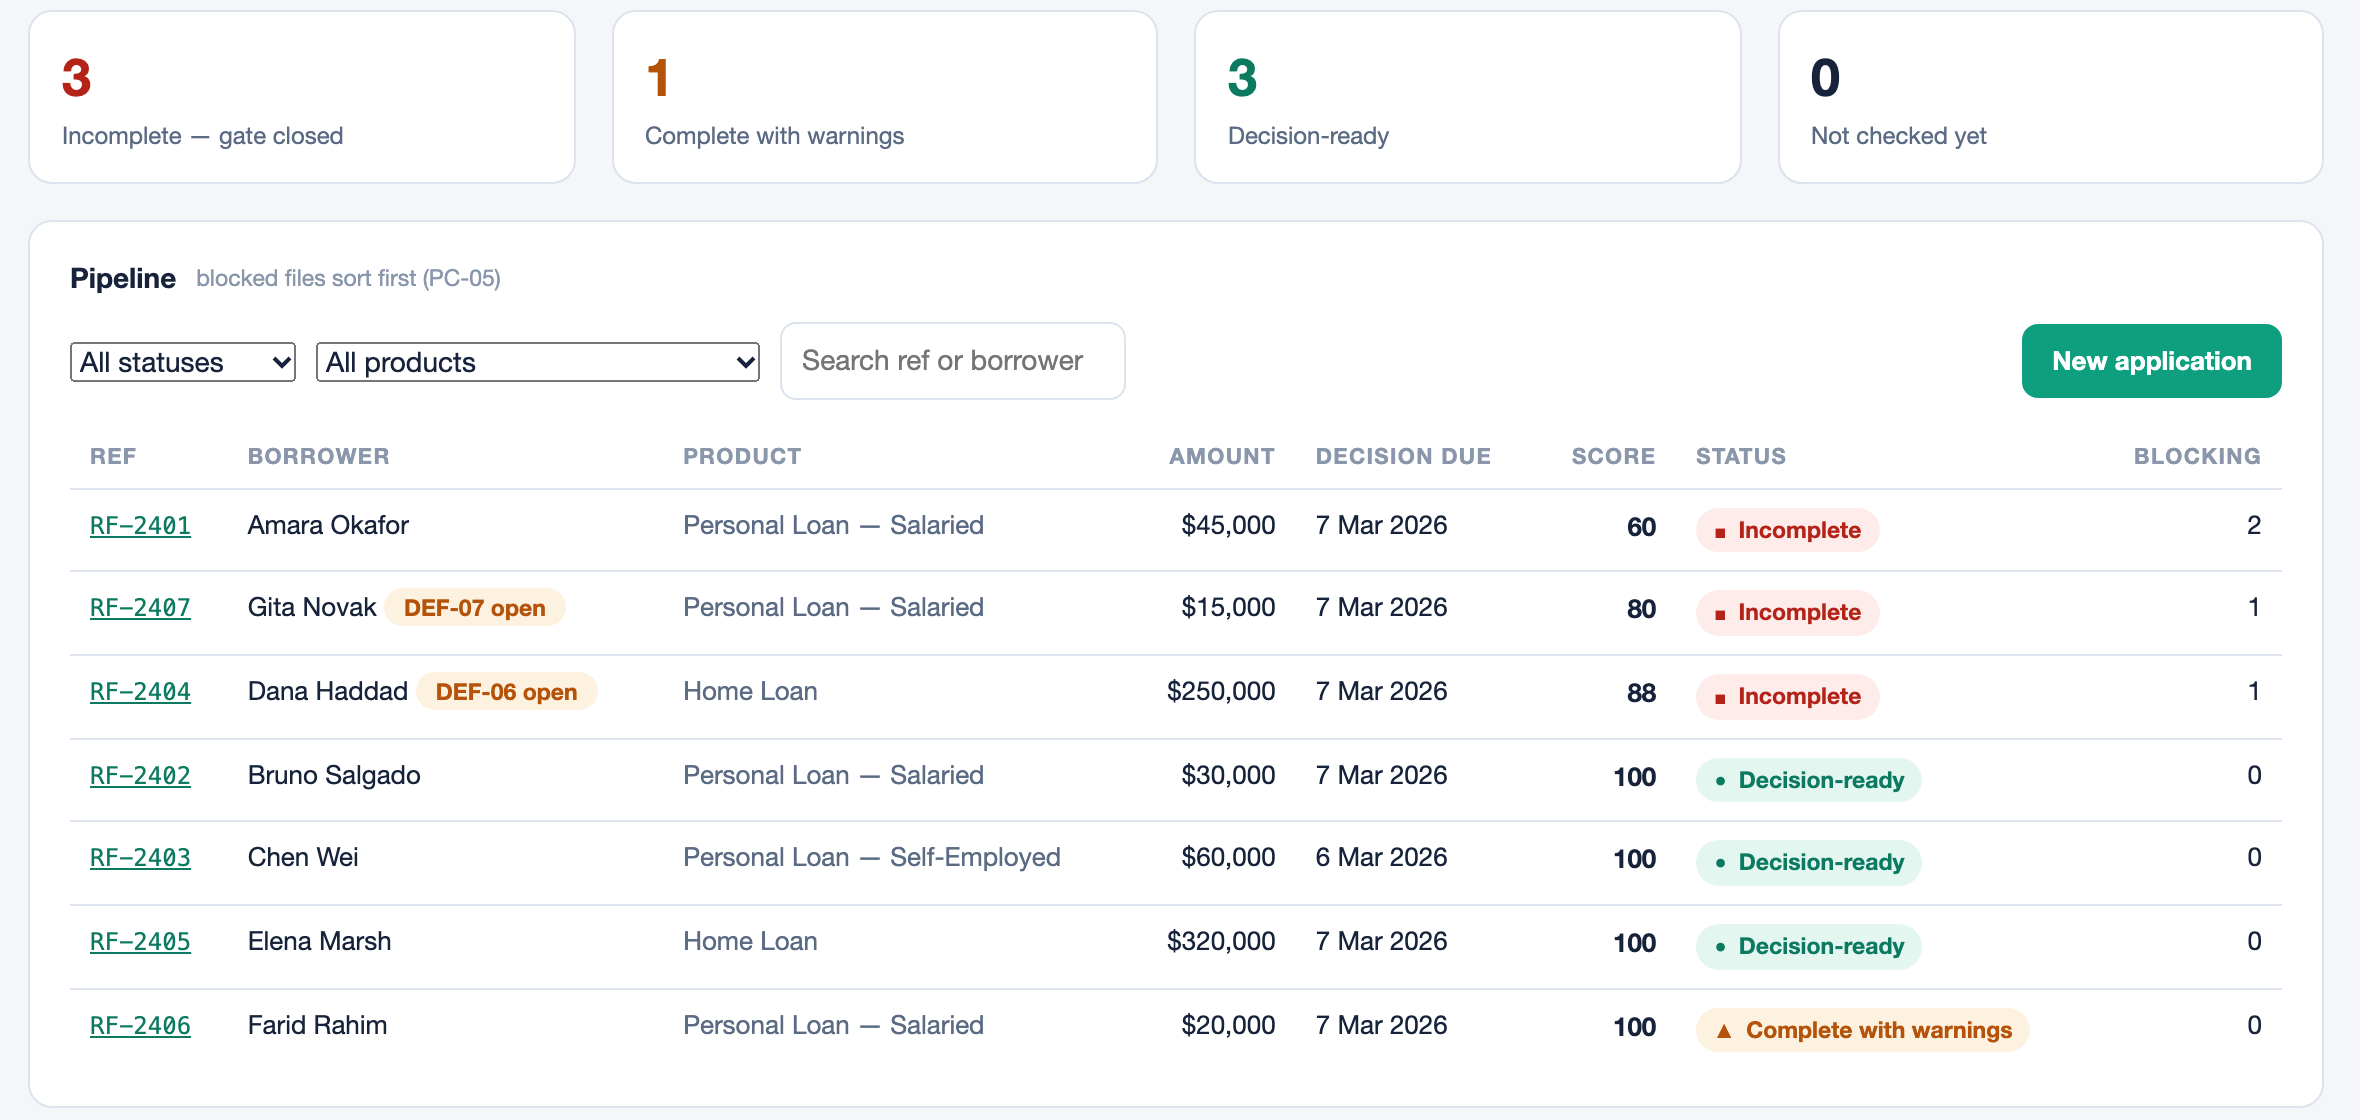 3
Incomplete — gate closed
1
Complete with warnings
3
Decision-ready
0
Not checked yet
Pipeline blocked files sort first (PC-05)
All statuses All products Search ref or borrower New application
REF BORROWER PRODUCT AMOUNT DECISION DUE SCORE STATUS BLOCKING
RF-2401 Amara Okafor Personal Loan — Salaried $45,000 7 Mar 2026 60 Incomplete 2
RF-2407 Gita Novak DEF-07 open Personal Loan — Salaried $15,000 7 Mar 2026 80 Incomplete 1
RF-2404 Dana Haddad DEF-06 open Home Loan $250,000 7 Mar 2026 88 Incomplete 1
RF-2402 Bruno Salgado Personal Loan — Salaried $30,000 7 Mar 2026 100 Decision-ready 0
RF-2403 Chen Wei Personal Loan — Self-Employed $60,000 6 Mar 2026 100 Decision-ready 0
RF-2405 Elena Marsh Home Loan $320,000 7 Mar 2026 100 Decision-ready 0
RF-2406 Farid Rahim Personal Loan — Salaried $20,000 7 Mar 2026 100 Complete with warnings 0